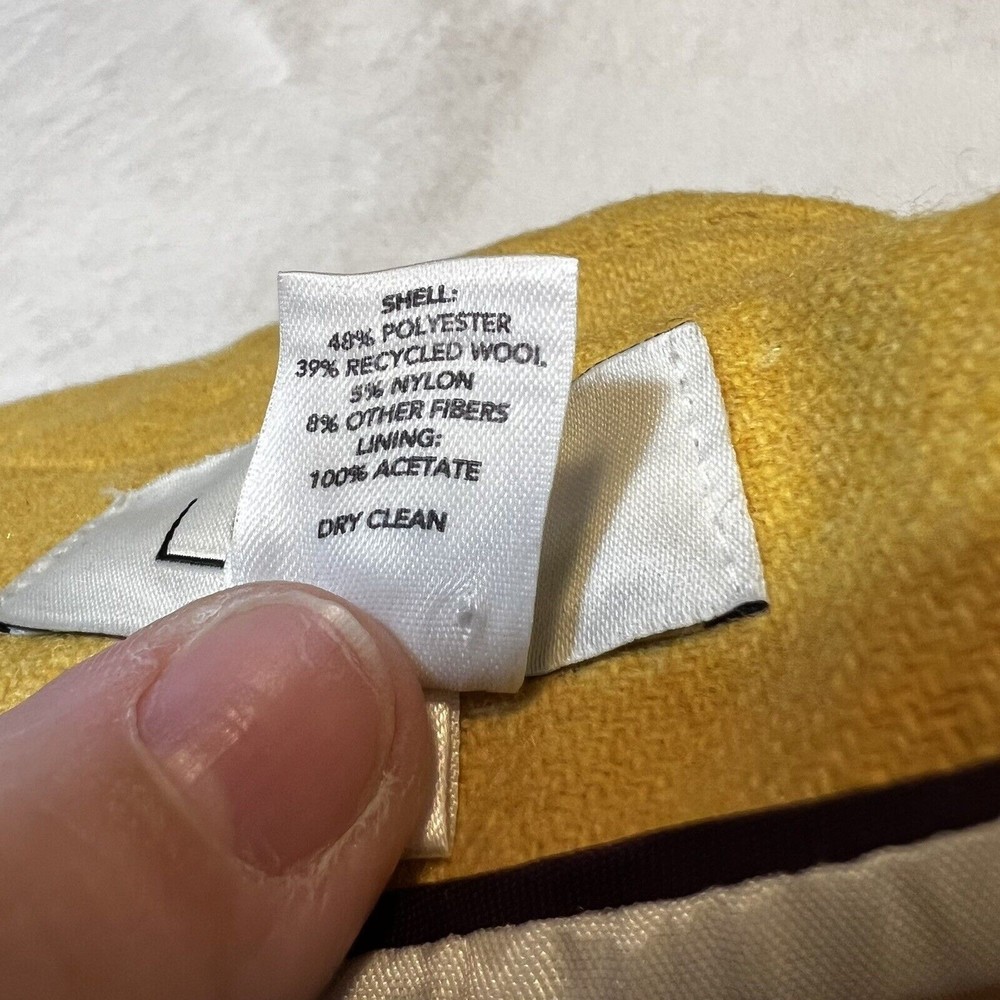 SHELL:
48% POLYESTER
39% RECYCLED WOOL
5% NYLON
8% OTHER FIBERS
LINING:
100% ACETATE
DRY CLEAN
L